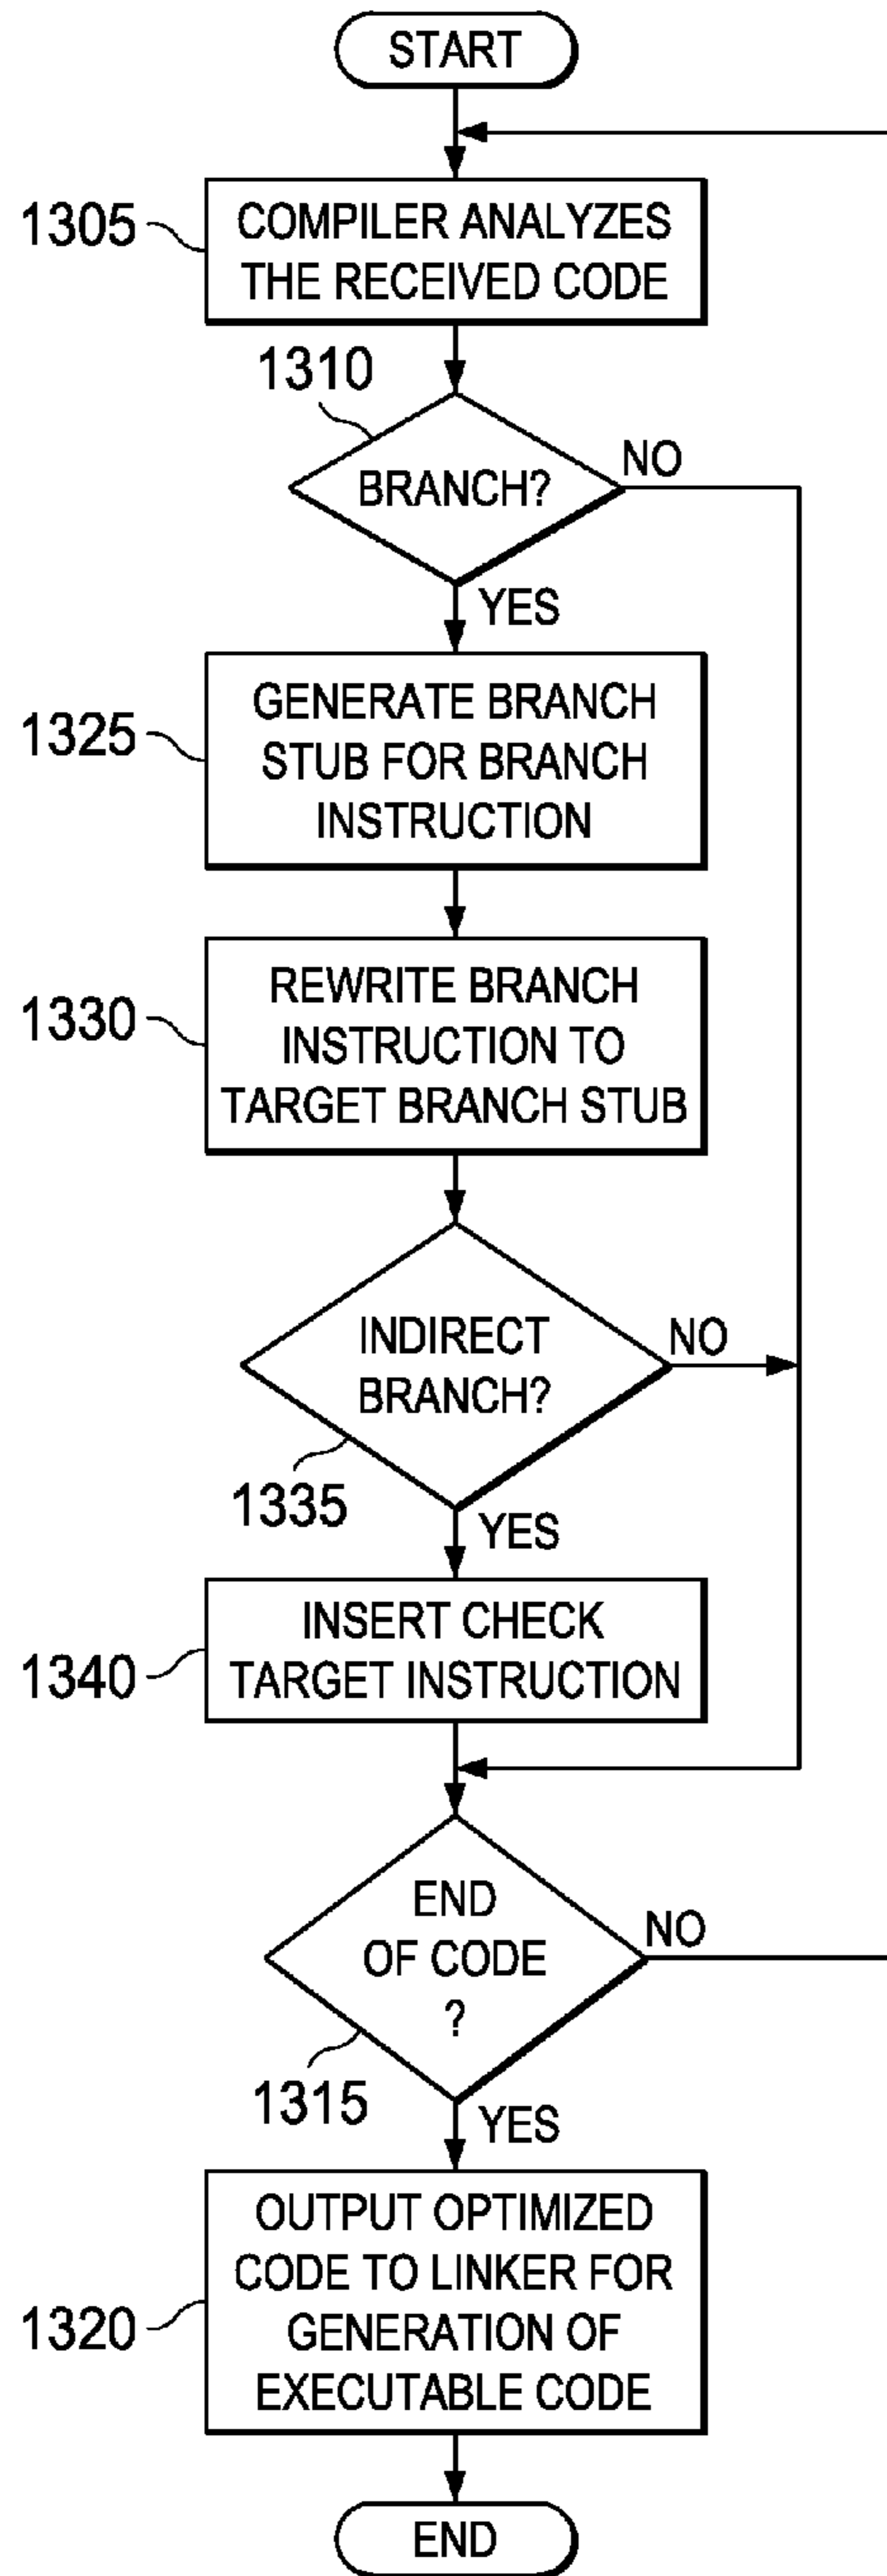 START
1305
COMPILER ANALYZES
THE RECEIVED CODE
1310
BRANCH?
NO
YES
1325
GENERATE BRANCH
STUB FOR BRANCH
INSTRUCTION
1330
REWRITE BRANCH
INSTRUCTION TO
TARGET BRANCH STUB
INDIRECT
BRANCH?
NO
1335
YES
1340
INSERT CHECK
TARGET INSTRUCTION
END
OF CODE
?
NO
1315
YES
1320
OUTPUT OPTIMIZED
CODE TO LINKER FOR
GENERATION OF
EXECUTABLE CODE
END